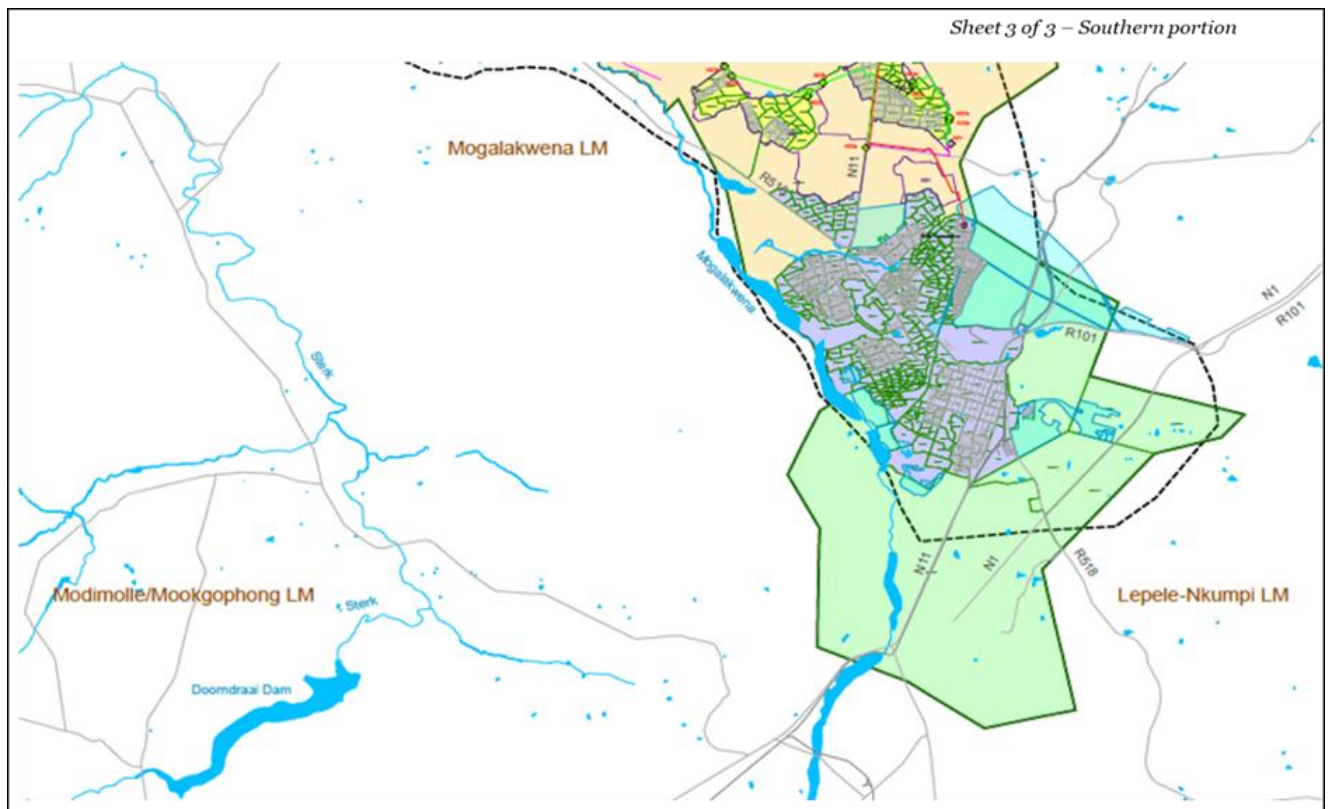 Sheet 3 of 3 – Southern portion
Mogalakwena LM
N11
R518
Mogalakwena
N1
R101
R101
Sterk
N11
N1
R518
Modimolle/Mookgophong LM
Sterk
Lepele-Nkumpi LM
Doorndraai Dam